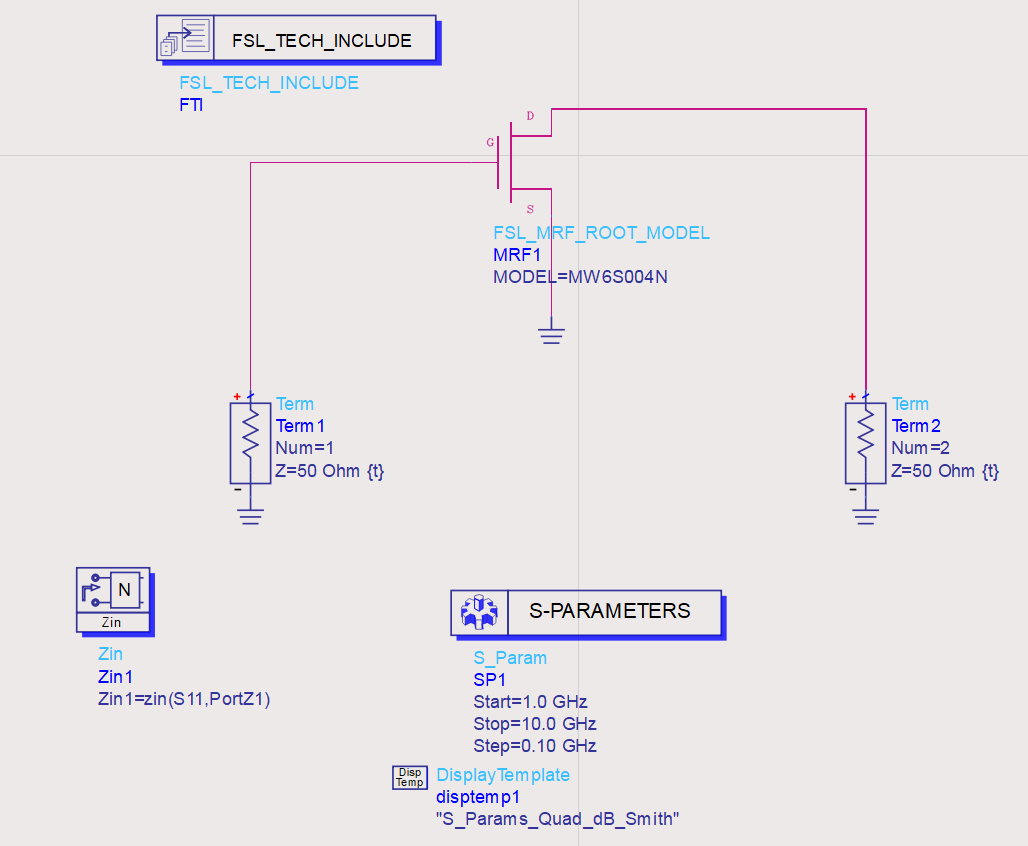 FSL_TECH_INCLUDE
FSL_TECH_INCLUDE
FTI
D
G
S
FSL_MRF_ROOT_MODEL
MRF1
MODEL=MW6S004N
+
Term
Term1
Num=1
Z=50 Ohm {t}
-
+
Term
Term2
Num=2
Z=50 Ohm {t}
-
N
Zin
Zin
Zin1
Zin1=zin(S11,PortZ1)
S-PARAMETERS
S_Param
SP1
Start=1.0 GHz
Stop=10.0 GHz
Step=0.10 GHz
Disp
Temp
DisplayTemplate
disptemp1
"S_Params_Quad_dB_Smith"